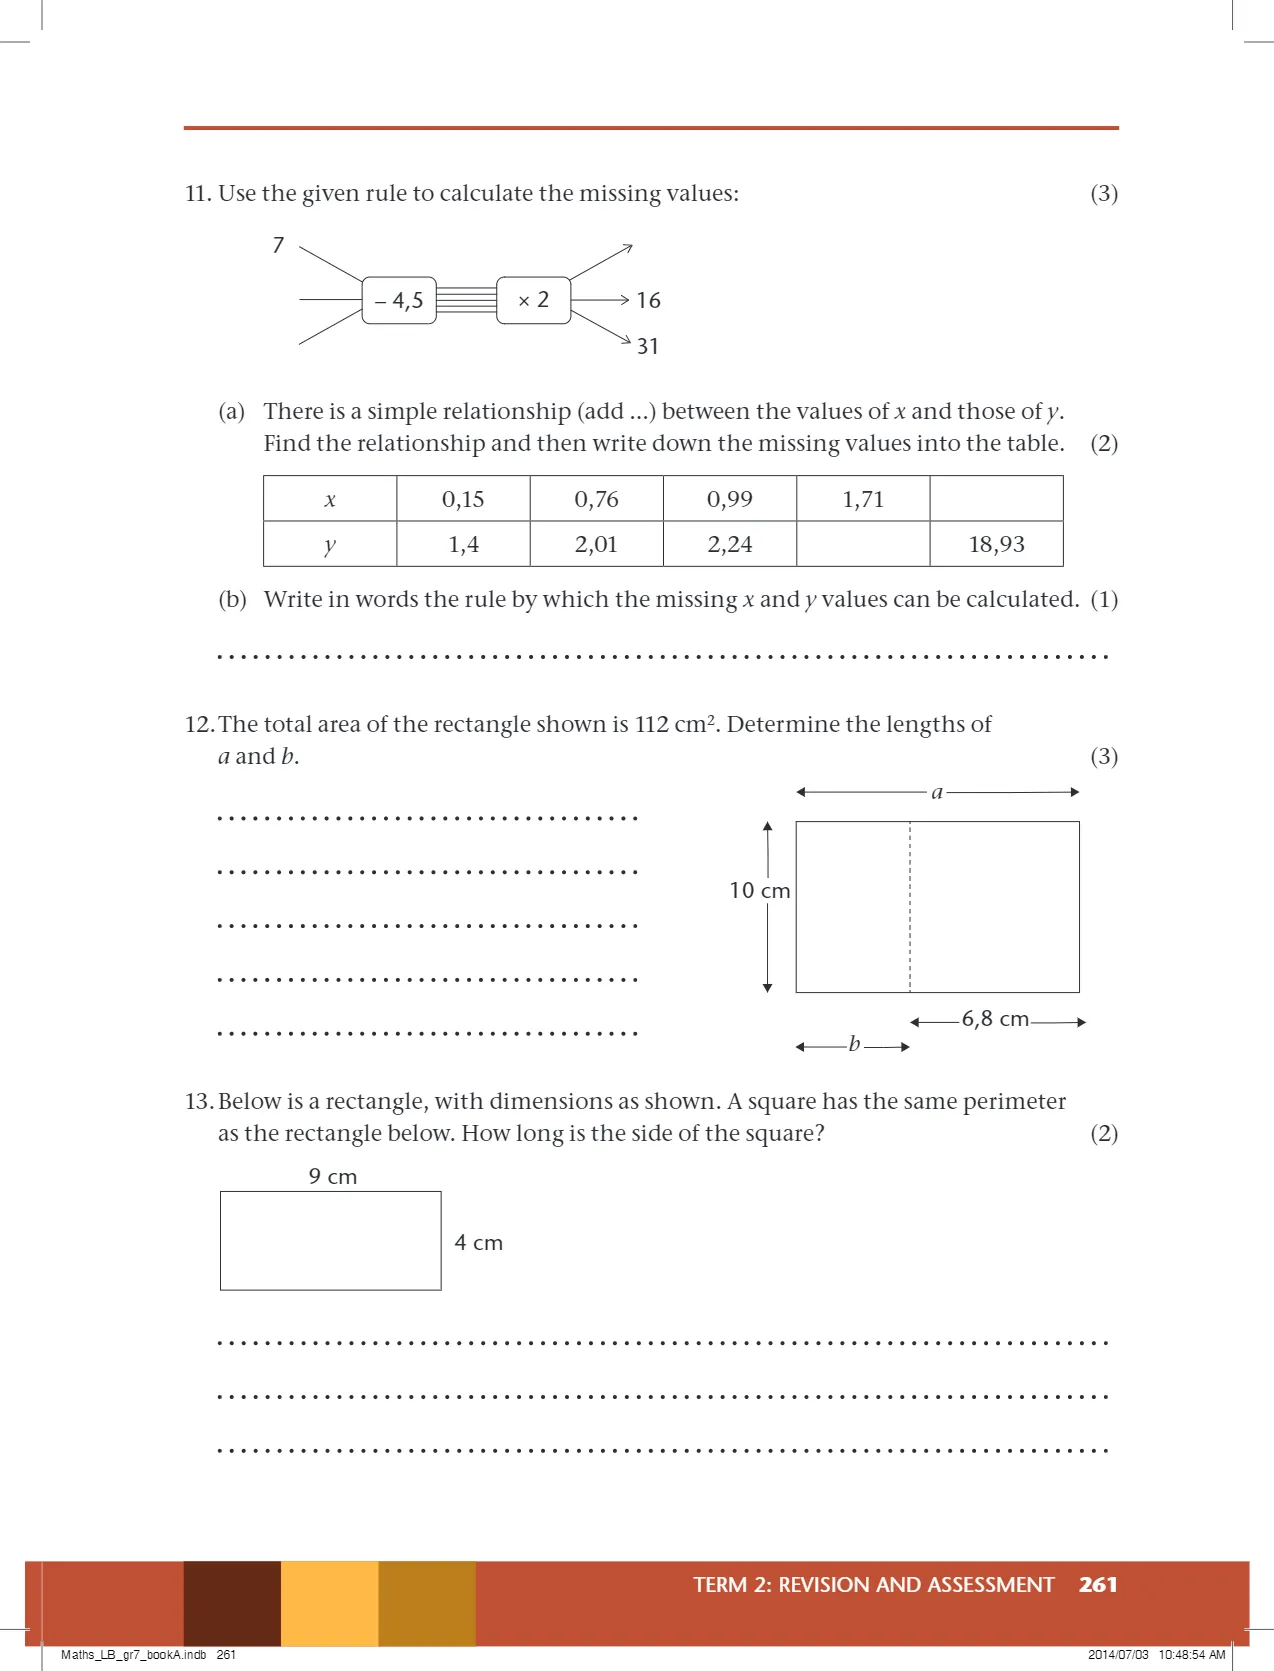 11. Use the given rule to calculate the missing values: (3)
7
– 4,5 × 2 16
31
(a) There is a simple relationship (add ...) between the values of x and those of y.
Find the relationship and then write down the missing values into the table. (2)
x 0,15 0,76 0,99 1,71
y 1,4 2,01 2,24 18,93
(b) Write in words the rule by which the missing x and y values can be calculated. (1)
12. The total area of the rectangle shown is 112 cm². Determine the lengths of
a and b. (3)
a
10 cm
6,8 cm
b
13. Below is a rectangle, with dimensions as shown. A square has the same perimeter
as the rectangle below. How long is the side of the square? (2)
9 cm
4 cm
TERM 2: REVISION AND ASSESSMENT 261
Maths_LB_gr7_bookA.indb 261 2014/07/03 10:48:54 AM